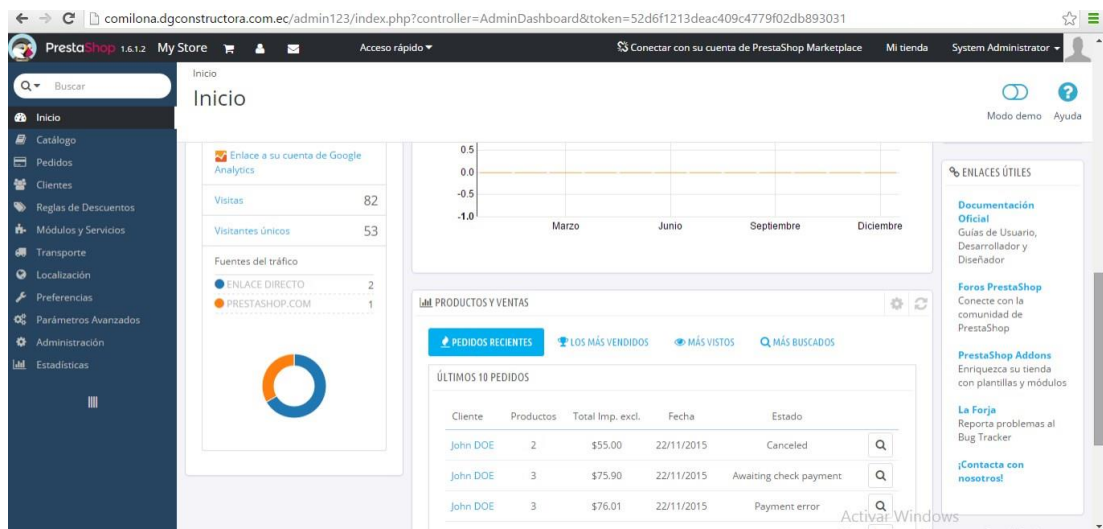 comilona.dgconstructora.com.ec/admin123/index.php?controller=AdminDashboard&token=52d6f1213deac409c4779f02db893031
PrestaShop 1.6.1.2 My Store Acceso rápido Conectar con su cuenta de PrestaShop Marketplace Mi tienda System Administrator
Buscar
Inicio
Catálogo
Pedidos
Clientes
Reglas de Descuentos
Módulos y Servicios
Transporte
Localización
Preferencias
Parámetros Avanzados
Administración
Estadísticas
Inicio
Inicio
Modo demo Ayuda
Enlace a su cuenta de Google
Analytics
Visitas 82
Visitantes únicos 53
Fuentes del tráfico
ENLACE DIRECTO 2
PRESTASHOP.COM 1
0.5
0.0
-0.5
-1.0
Marzo Junio Septiembre Diciembre
PRODUCTOS Y VENTAS
PEDIDOS RECIENTES LOS MÁS VENDIDOS MÁS VISTOS MÁS BUSCADOS
ÚLTIMOS 10 PEDIDOS
Cliente Productos Total Imp. excl. Fecha Estado
John DOE 2 $55.00 22/11/2015 Canceled
John DOE 3 $75.90 22/11/2015 Awaiting check payment
John DOE 3 $76.01 22/11/2015 Payment error
ENLACES ÚTILES
Documentación
Oficial
Guías de Usuario,
Desarrollador y
Diseñador
Foros PrestaShop
Conecte con la
comunidad de
PrestaShop
PrestaShop Addons
Enriquezca su tienda
con plantillas y módulos
La Forja
Reporta problemas al
Bug Tracker
¡Contacta con
nosotros!
Activar Windows